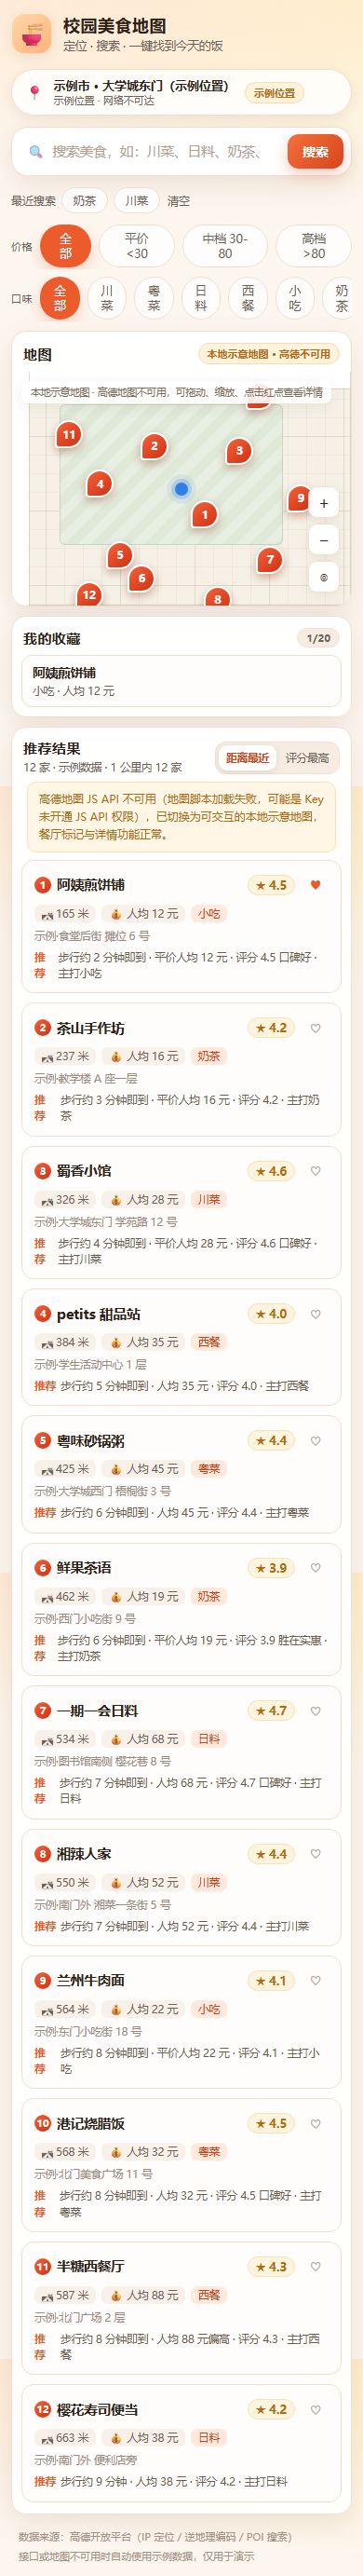 校园美食地图
定位 · 搜索 · 一键找到今天的饭
示例市 · 大学城东门（示例位置）
示例位置 · 网络不可达
示例位置
搜索美食，如：川菜、日料、奶茶、
搜索
最近搜索 奶茶 川菜 清空
价格
全部
平价 <30
中档 30-80
高档 >80
口味
全部
川菜
粤菜
日料
西餐
小吃
奶茶
地图
本地示意地图 · 高德不可用
本地示意地图 · 高德地图不可用，可拖动、缩放、点击红点查看详情
11
2
3
4
9
1
+
5
−
6
7
12
8
我的收藏
1/20
阿姨煎饼铺
小吃 · 人均 12 元
推荐结果
12 家 · 示例数据 · 1 公里内 12 家
距离最近 评分最高
高德地图 JS API 不可用（地图脚本加载失败，可能是 Key
未开通 JS API 权限），已切换为可交互的本地示意地图，
餐厅标记与详情功能正常。
1 阿姨煎饼铺 ★ 4.5
165 米 人均 12 元 小吃
示例·食堂后街 摊位 6 号
推荐 步行约 2 分钟即到 · 平价人均 12 元 · 评分 4.5 口碑好 ·
主打小吃
2 茶山手作坊 ★ 4.2
237 米 人均 16 元 奶茶
示例·教学楼 A 座一层
推荐 步行约 3 分钟即到 · 平价人均 16 元 · 评分 4.2 · 主打奶
茶
3 蜀香小馆 ★ 4.6
326 米 人均 28 元 川菜
示例·大学城东门 学苑路 12 号
推荐 步行约 4 分钟即到 · 平价人均 28 元 · 评分 4.6 口碑好 ·
主打川菜
4 petits 甜品站 ★ 4.0
384 米 人均 35 元 西餐
示例·学生活动中心 1 层
推荐 步行约 5 分钟即到 · 人均 35 元 · 评分 4.0 · 主打西餐
5 粤味砂锅粥 ★ 4.4
425 米 人均 45 元 粤菜
示例·大学城西门 梧桐街 3 号
推荐 步行约 6 分钟即到 · 人均 45 元 · 评分 4.4 · 主打粤菜
6 鲜果茶语 ★ 3.9
462 米 人均 19 元 奶茶
示例·西门小吃街 9 号
推荐 步行约 6 分钟即到 · 平价人均 19 元 · 评分 3.9 胜在实惠 ·
主打奶茶
7 一期一会日料 ★ 4.7
534 米 人均 68 元 日料
示例·图书馆南侧 樱花巷 8 号
推荐 步行约 7 分钟即到 · 人均 68 元 · 评分 4.7 口碑好 · 主打
日料
8 湘辣人家 ★ 4.4
550 米 人均 52 元 川菜
示例·南门外 湘菜一条街 5 号
推荐 步行约 7 分钟即到 · 人均 52 元 · 评分 4.4 · 主打川菜
9 兰州牛肉面 ★ 4.1
564 米 人均 22 元 小吃
示例·东门小吃街 18 号
推荐 步行约 8 分钟即到 · 平价人均 22 元 · 评分 4.1 · 主打小
吃
10 港记烧腊饭 ★ 4.5
568 米 人均 32 元 粤菜
示例·北门美食广场 11 号
推荐 步行约 8 分钟即到 · 人均 32 元 · 评分 4.5 口碑好 · 主打
粤菜
11 半糖西餐厅 ★ 4.3
587 米 人均 88 元 西餐
示例·北门广场 2 层
推荐 步行约 8 分钟即到 · 人均 88 元偏高 · 评分 4.3 · 主打西
餐
12 樱花寿司便当 ★ 4.2
663 米 人均 38 元 日料
示例·南门外 便利店旁
推荐 步行约 9 分钟 · 人均 38 元 · 评分 4.2 · 主打日料
数据来源：高德开放平台（IP 定位 / 逆地理编码 / POI 搜索）
接口或地图不可用时自动使用示例数据，仅用于演示